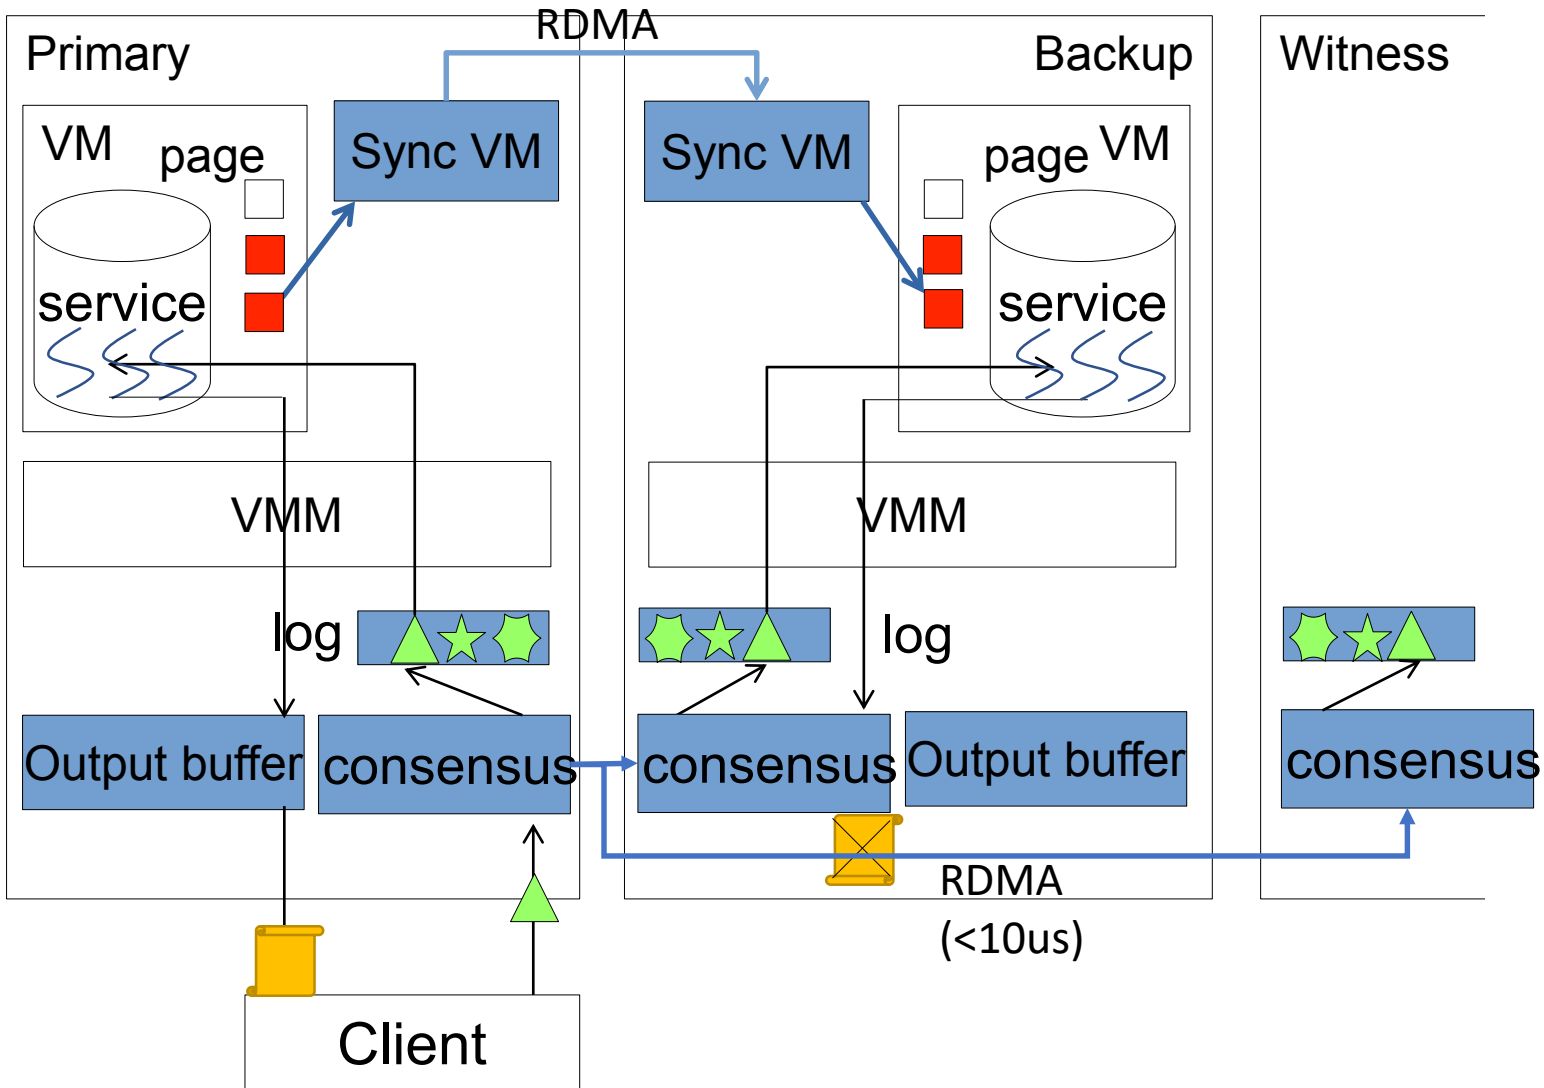 RDMA
Primary
Backup
Witness
VM
page
Sync VM
Sync VM
page
VM
service
service
VMM
VMM
log
log
Output buffer
consensus
consensus
Output buffer
consensus
RDMA
(<10us)
Client